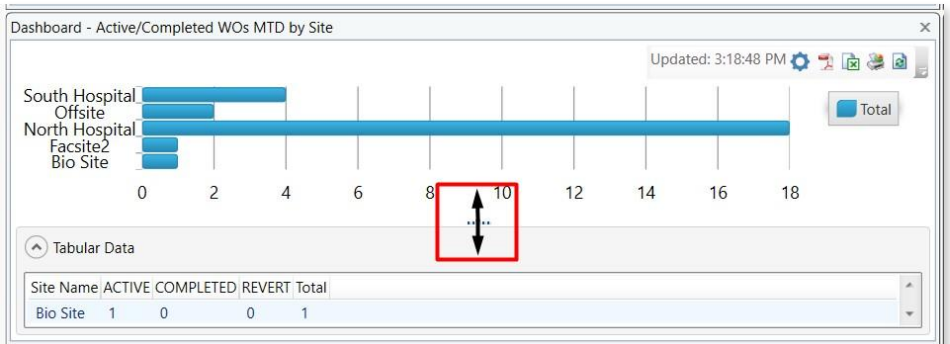 Dashboard - Active/Completed WOs MTD by Site
Updated: 3:18:48 PM
South Hospital
Offsite
North Hospital
Facsite2
Bio Site
Total
0 2 4 6 8 10 12 14 16 18
Tabular Data
Site Name ACTIVE COMPLETED REVERT Total
Bio Site 1 0 0 1